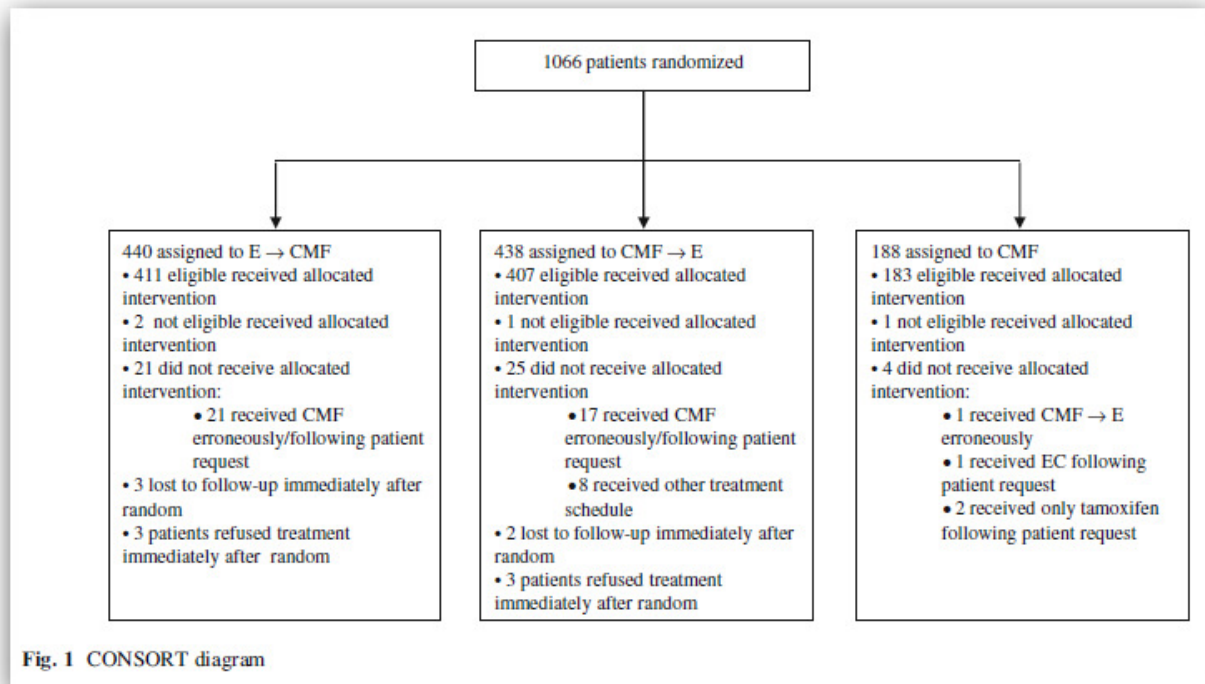 1066 patients randomized
440 assigned to E → CMF
• 411 eligible received allocated
intervention
• 2 not eligible received allocated
intervention
• 21 did not receive allocated
intervention:
• 21 received CMF
erroneously/following patient
request
• 3 lost to follow-up immediately after
random
• 3 patients refused treatment
immediately after random
438 assigned to CMF → E
• 407 eligible received allocated
intervention
• 1 not eligible received allocated
intervention
• 25 did not receive allocated
intervention
• 17 received CMF
erroneously/following patient
request
• 8 received other treatment
schedule
• 2 lost to follow-up immediately after
random
• 3 patients refused treatment
immediately after random
188 assigned to CMF
• 183 eligible received allocated
intervention
• 1 not eligible received allocated
intervention
• 4 did not receive allocated
intervention:
• 1 received CMF → E
erroneously
• 1 received EC following
patient request
• 2 received only tamoxifen
following patient request
Fig. 1 CONSORT diagram